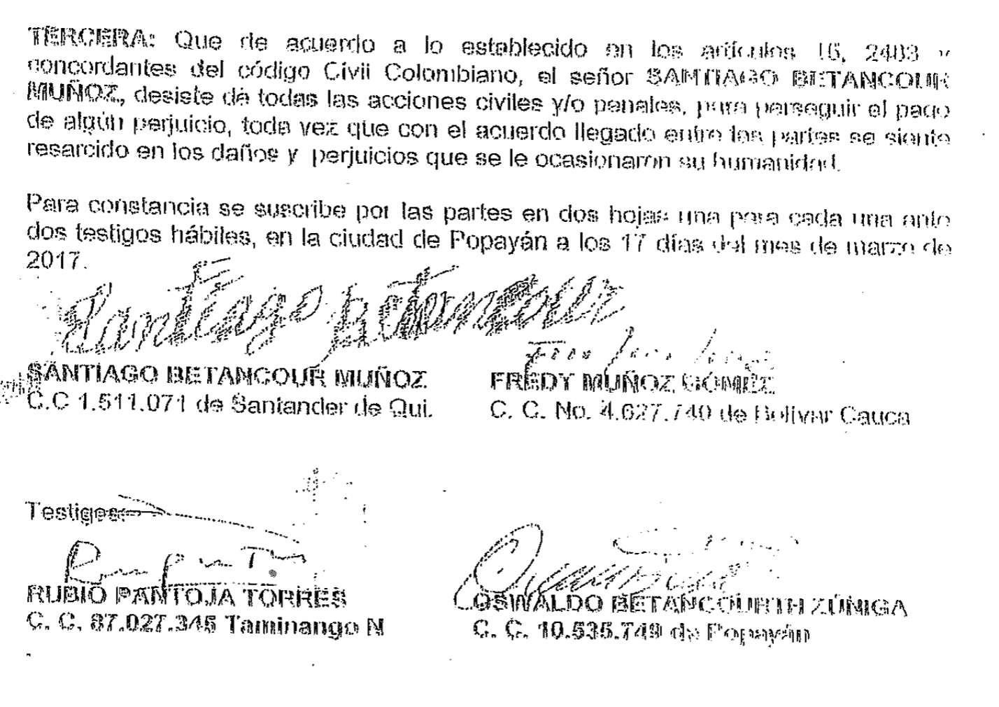 TERCERA: Que de acuerdo a lo establecido en los artículos 16, 2483 y
concordantes del código Civil Colombiano, el señor SANTIAGO BETANCOUR
MUÑOZ, desiste de todas las acciones civiles y/o penales, para perseguir el pago
de algún perjuicio, toda vez que con el acuerdo llegado entre las partes se siente
resarcido en los daños y perjuicios que se le ocasionaron su humanidad.
Para constancia se suscribe por las partes en dos hojas una para cada una ante
dos testigos hábiles, en la ciudad de Popayán a los 17 días del mes de marzo de
2017.
Santiago Betancour
SANTIAGO BETANCOUR MUÑOZ
C.C 1.511.071 de Santander de Qui.
FREDY MUÑOZ GÓMEZ
C. C. No. 4.627.740 de Bolívar Cauca
Testigos:
RUBIO PANTOJA TORRES
C. C. 87.027.345 Taminango N
OSWALDO BETANCOURTH ZÚÑIGA
C. C. 10.535.749 de Popayán